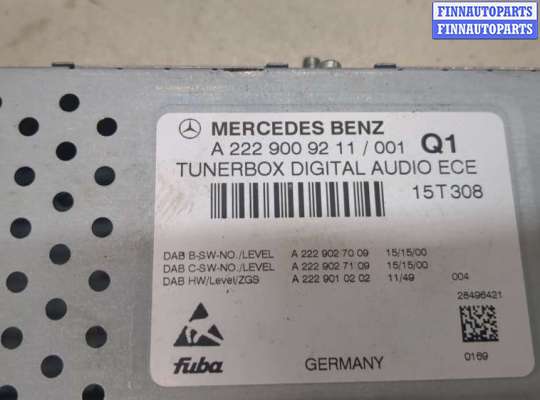 FINNAUTOPARTS
FINNAUTOPARTS
MERCEDES BENZ
A 222 900 92 11 / 001 Q1
TUNERBOX DIGITAL AUDIO ECE
15T308
DAB B-SW-NO./LEVEL A 222 902 70 09 15/15/00
DAB C-SW-NO./LEVEL A 222 902 71 09 15/15/00
DAB HW/Level/ZGS A 222 901 02 02 11/49 004
28496421
fuba GERMANY 0169